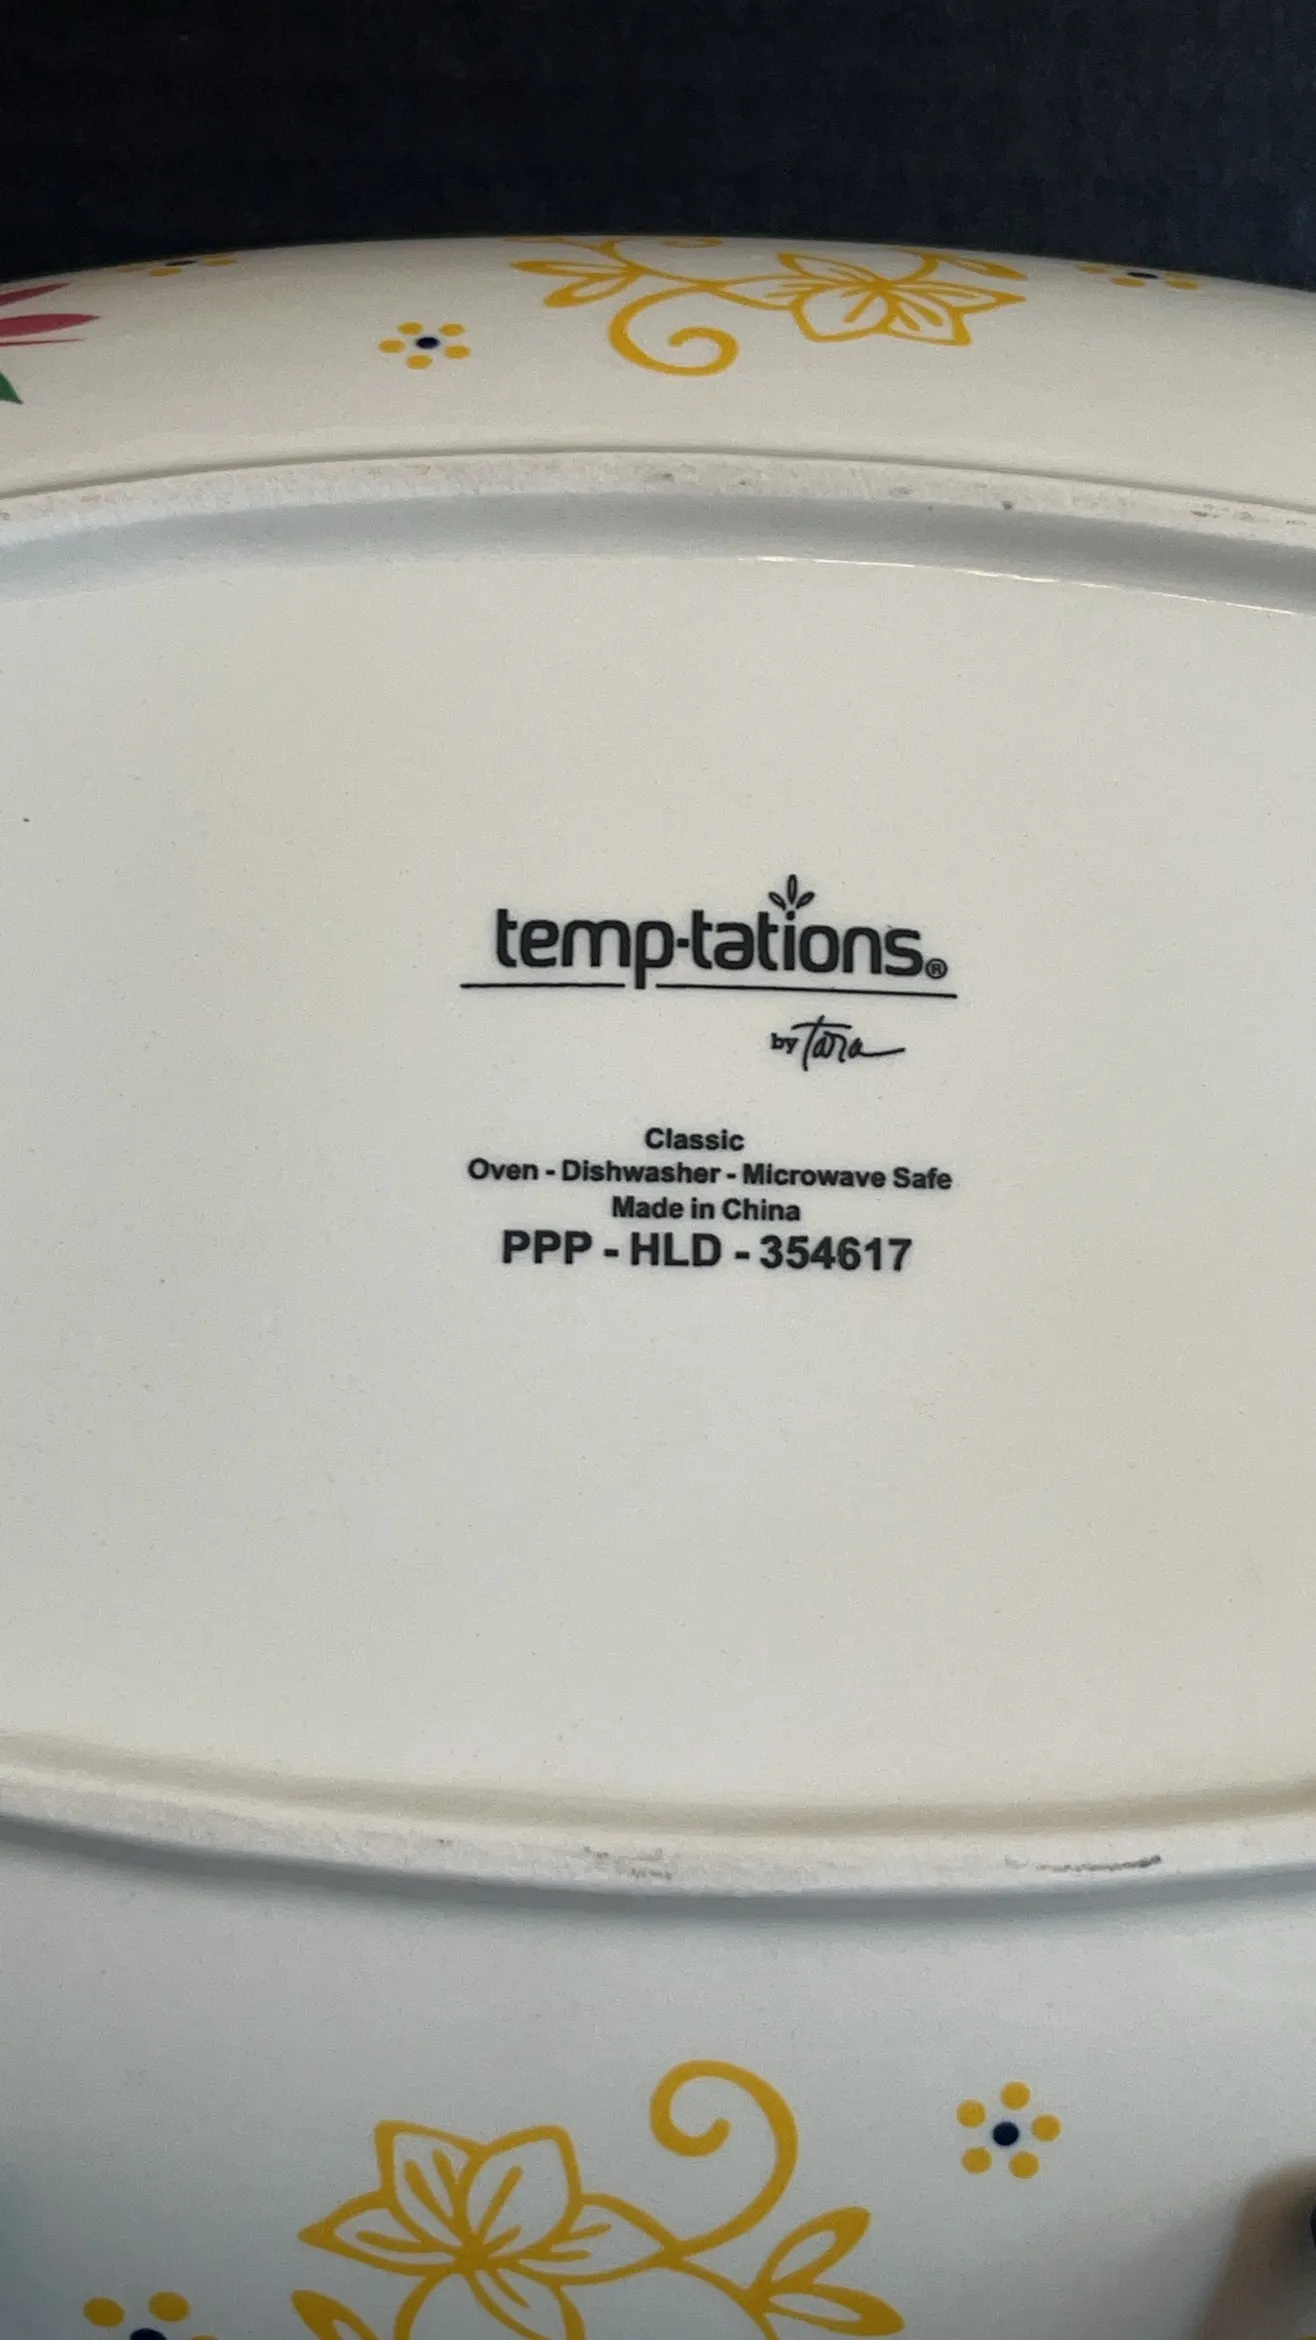 temp-tations®
by Tara
Classic
Oven - Dishwasher - Microwave Safe
Made in China
PPP - HLD - 354617